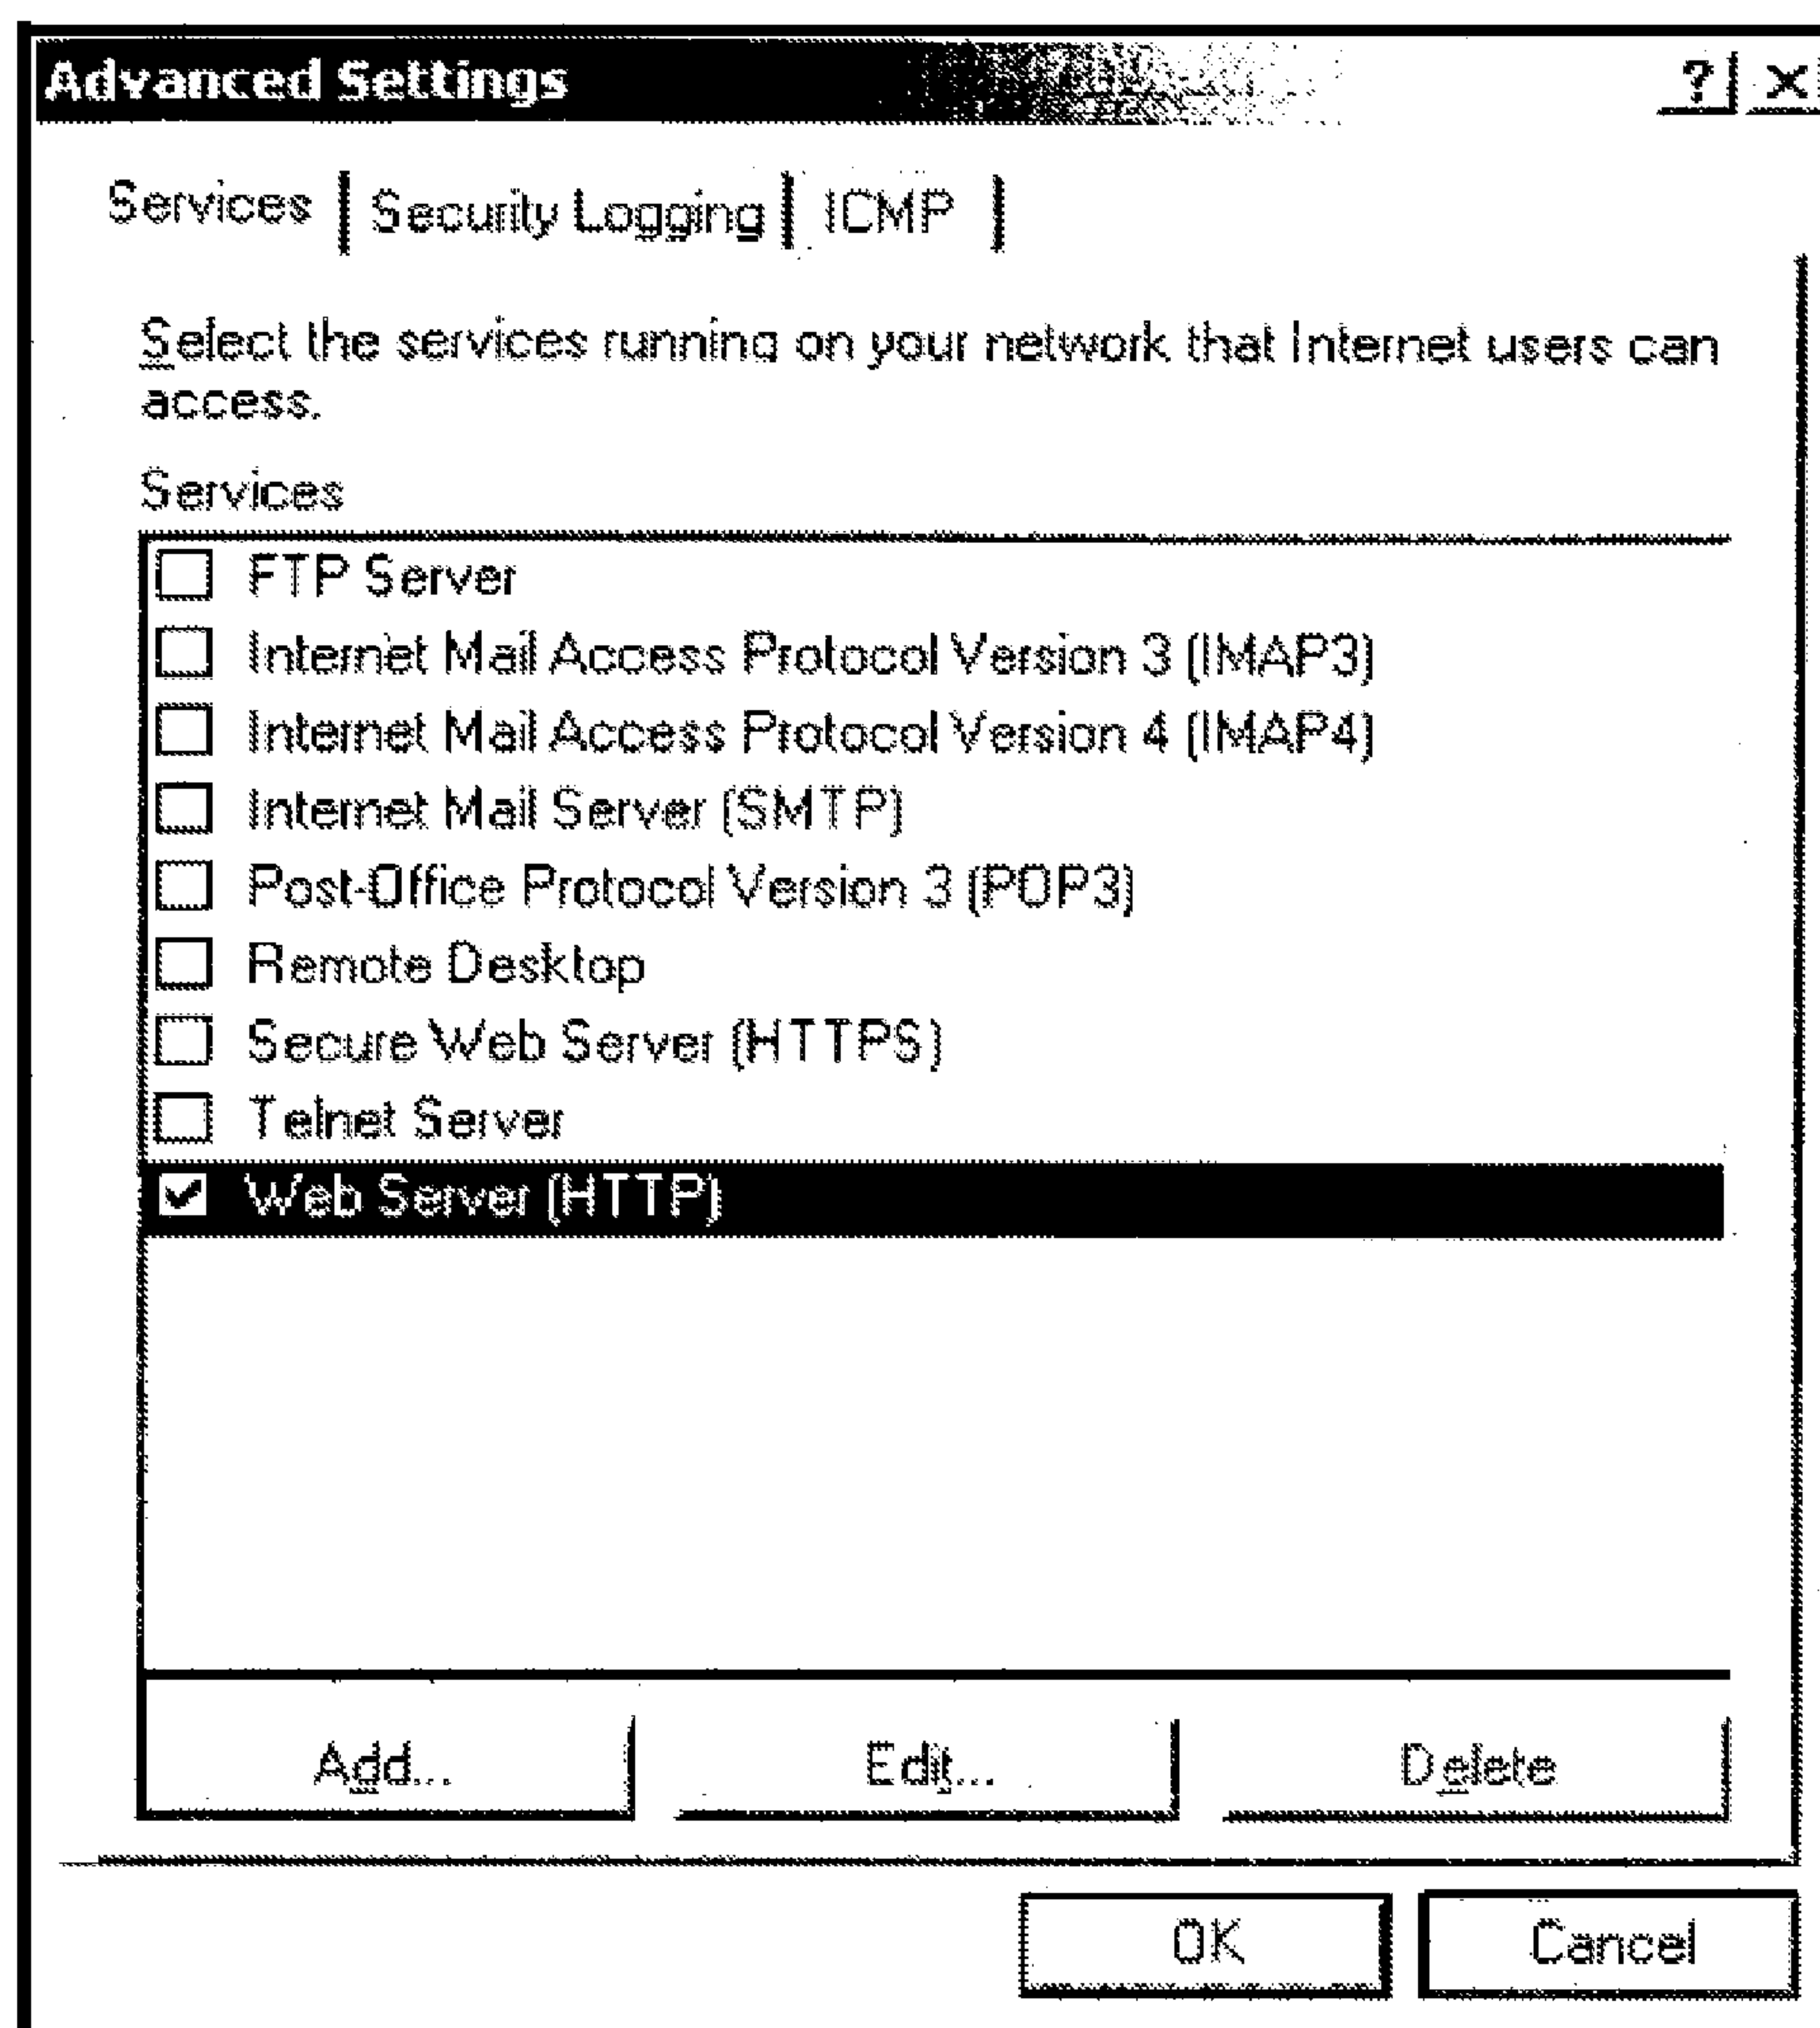 Advanced Settings ? X
Services Security Logging ICMP
Select the services running on your network that Internet users can
access.
Services
FTP Server
Internet Mail Access Protocol Version 3 (IMAP3)
Internet Mail Access Protocol Version 4 (IMAP4)
Internet Mail Server (SMTP)
Post-Office Protocol Version 3 (POP3)
Remote Desktop
Secure Web Server (HTTPS)
Telnet Server
Web Server (HTTP)
Add... Edit... Delete
OK Cancel